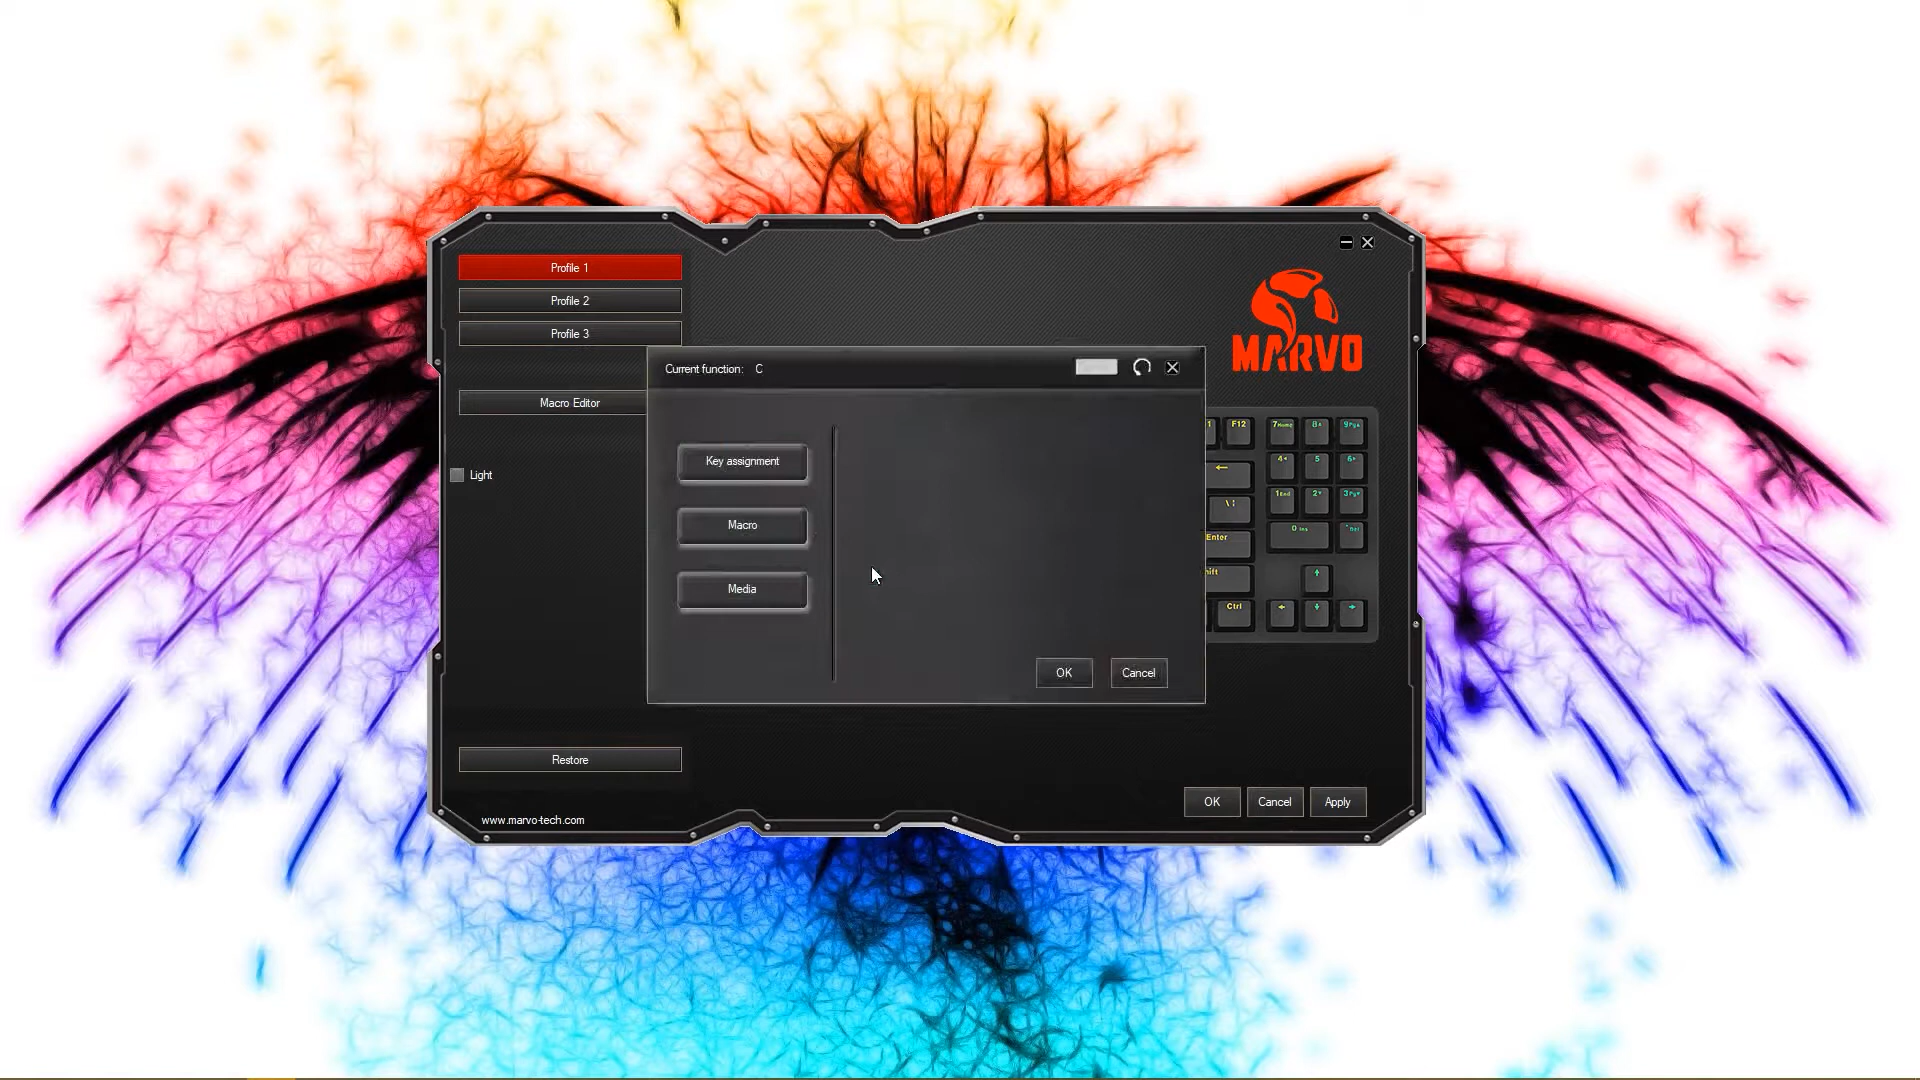 Profile 1
Profile 2
Profile 3
MARVO
Current function: C
Macro Editor
Key assignment
Light
Macro
Media
F12
Enter
Ctrl
OK
Cancel
Restore
OK
Cancel
Apply
www.marvo-tech.com